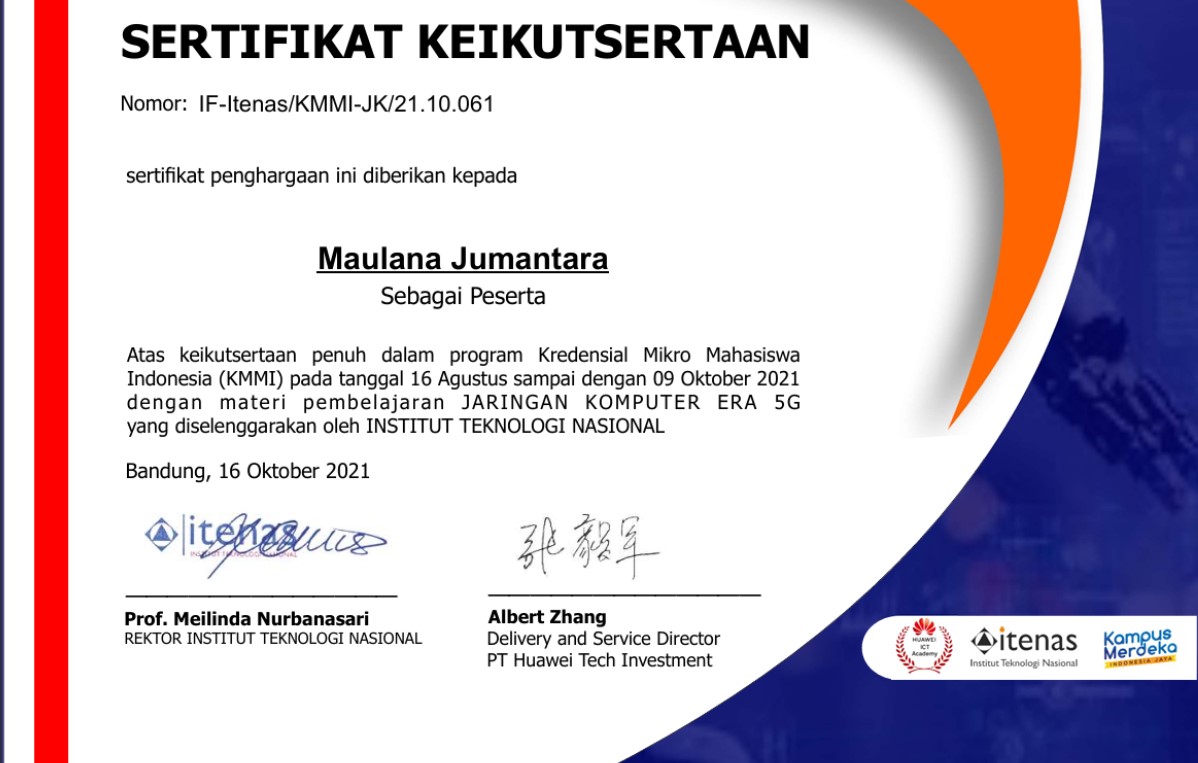 SERTIFIKAT KEIKUTSERTAAN
Nomor: IF-Itenas/KMMI-JK/21.10.061
sertifikat penghargaan ini diberikan kepada
Maulana Jumantara
Sebagai Peserta
Atas keikutsertaan penuh dalam program Kredensial Mikro Mahasiswa
Indonesia (KMMI) pada tanggal 16 Agustus sampai dengan 09 Oktober 2021
dengan materi pembelajaran JARINGAN KOMPUTER ERA 5G
yang diselenggarakan oleh INSTITUT TEKNOLOGI NASIONAL
Bandung, 16 Oktober 2021
itenas
INSTITUT TEKNOLOGI NASIONAL
张毅军
Prof. Meilinda Nurbanasari
REKTOR INSTITUT TEKNOLOGI NASIONAL
Albert Zhang
Delivery and Service Director
PT Huawei Tech Investment
HUAWEI
ICT
Academy
itenas
Institut Teknologi Nasional
Kampus
Merdeka
INDONESIA JAYA